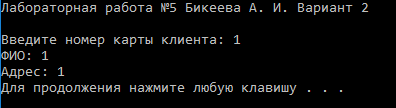 Лабораторная работа №5 Бикеева А. И. Вариант 2
Введите номер карты клиента: 1
ФИО: 1
Адрес: 1
Для продолжения нажмите любую клавишу . . .